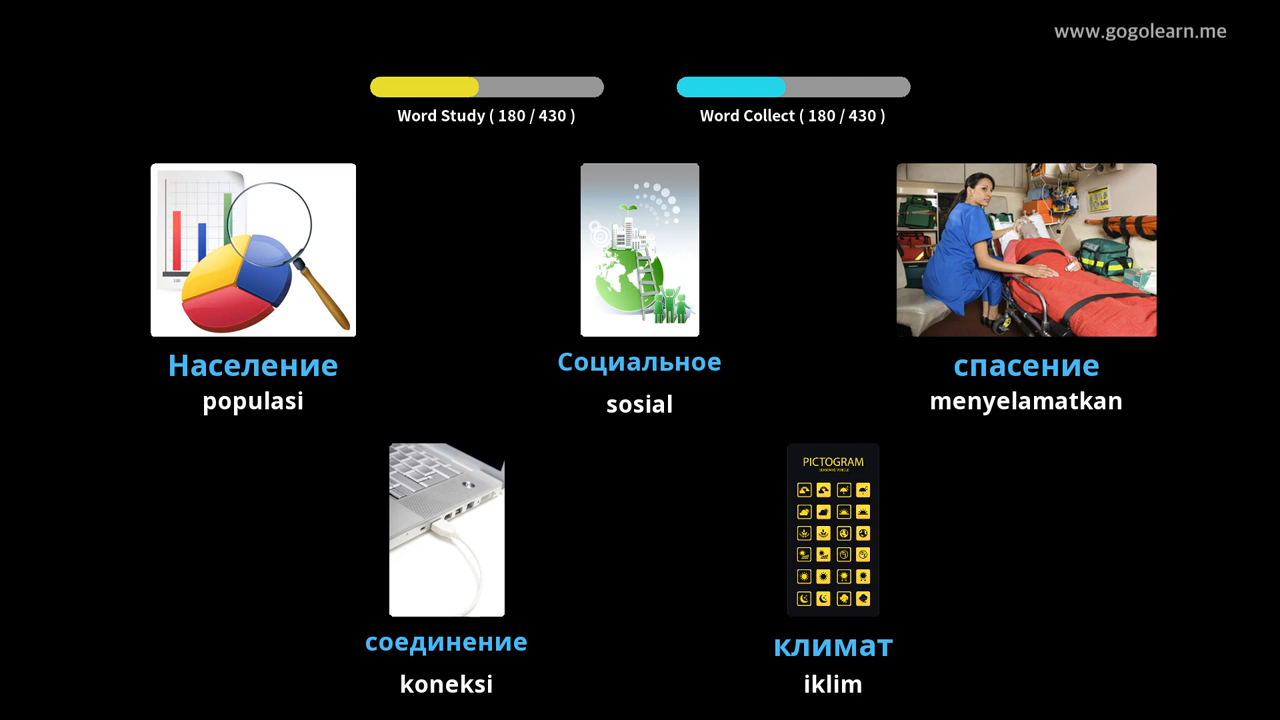 www.gogolearn.me
Word Study ( 180 / 430 )
Word Collect ( 180 / 430 )
Население
populasi
Социальное
sosial
спасение
menyelamatkan
соединение
koneksi
PICTOGRAM
климат
iklim